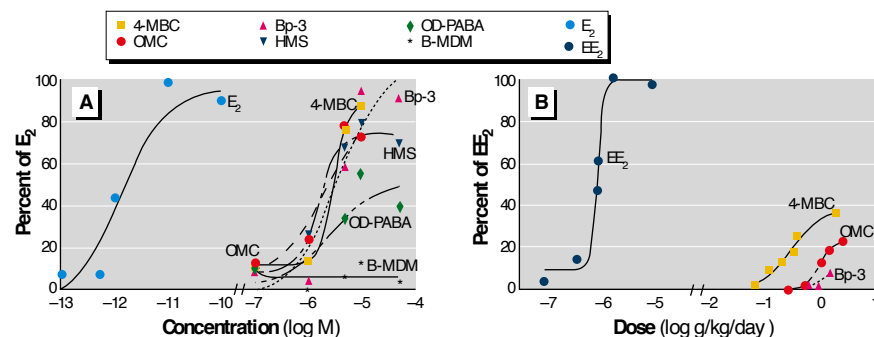 4-MBC Bp-3 OD-PABA E2
OMC HMS * B-MDM EE2
100
80
60
40
20
0
Percent of E2
A
E2
4-MBC
Bp-3
HMS
OD-PABA
OMC
* B-MDM
* *
−13 −12 −11 −10 −7 −6 −5 −4
Concentration (log M)
100
80
60
40
20
0
Percent of EE2
B
EE2
4-MBC
OMC
Bp-3
−7 −6 −5 −2 −1 0 1
Dose (log g/kg/day )